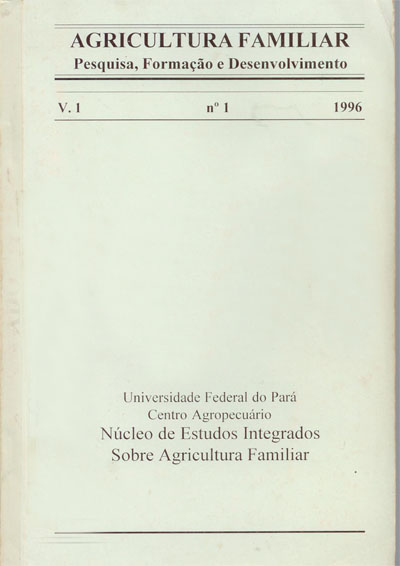 AGRICULTURA FAMILIAR
Pesquisa, Formação e Desenvolvimento
V. 1 nº 1 1996
Universidade Federal do Pará
Centro Agropecuário
Núcleo de Estudos Integrados
Sobre Agricultura Familiar